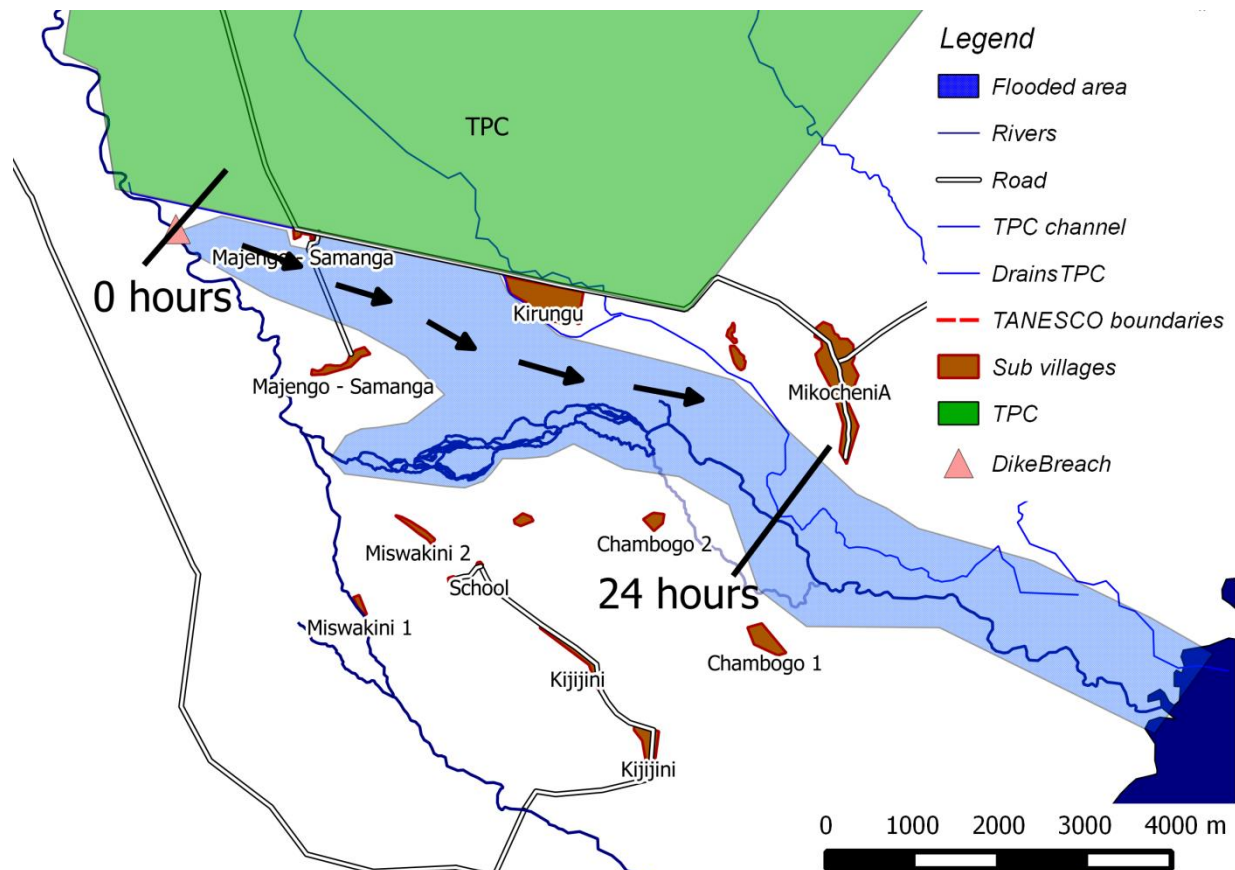 Legend
Flooded area
Rivers
Road
TPC channel
DrainsTPC
TANESCO boundaries
Sub villages
TPC
DikeBreach
TPC
Majengo - Samanga
0 hours
Kirungu
Majengo - Samanga
MikocheniA
Miswakini 2
Chambogo 2
School
24 hours
Miswakini 1
Chambogo 1
Kijijini
Kijijini
0 1000 2000 3000 4000 m